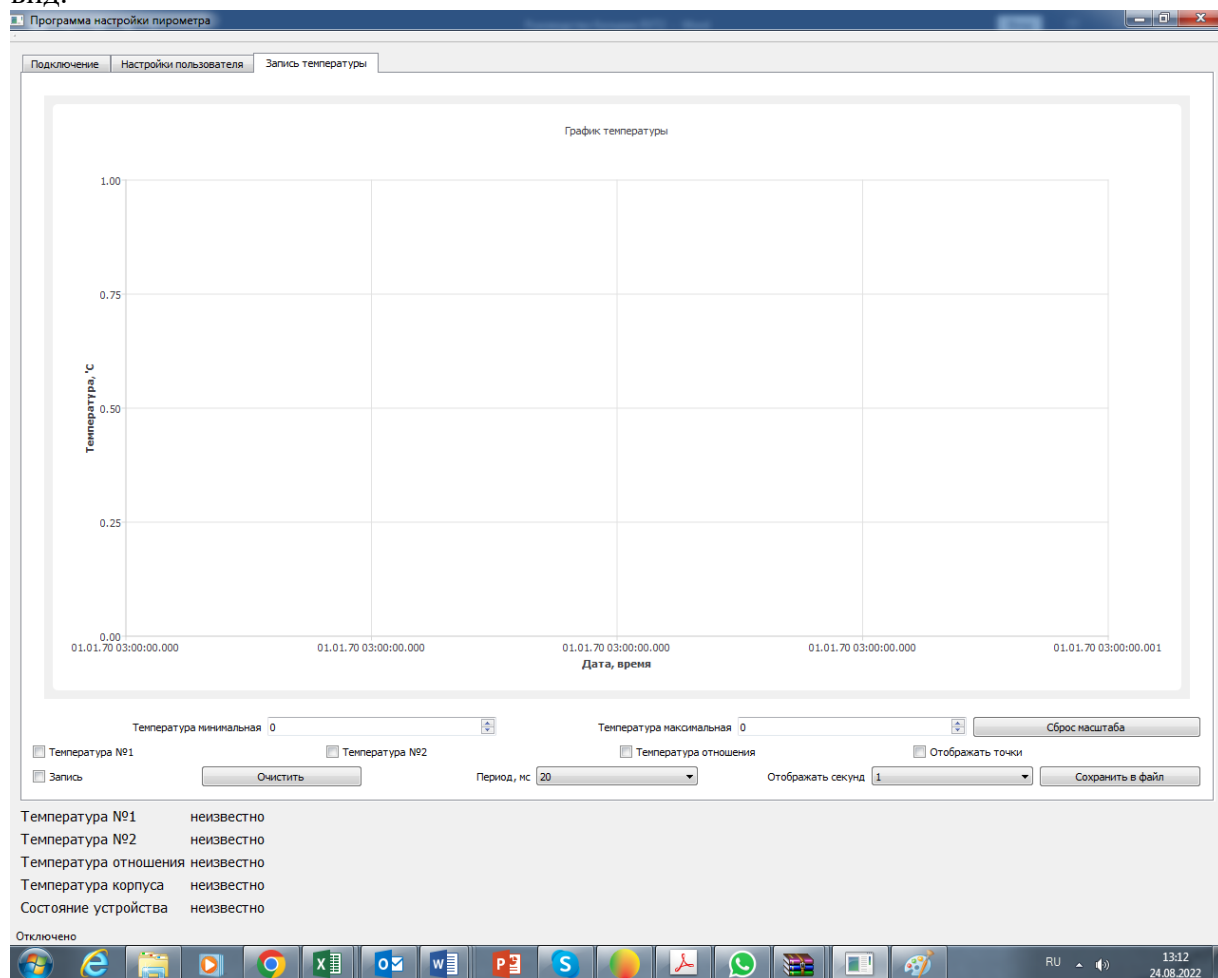 вид.
Программа настройки пирометра
Подключение Настройки пользователя Запись температуры
График температуры
1.00
0.75
0.50
0.25
0.00
Температура, 'C
01.01.70 03:00:00.000 01.01.70 03:00:00.000 01.01.70 03:00:00.000 01.01.70 03:00:00.000 01.01.70 03:00:00.001
Дата, время
Температура минимальная 0 Температура максимальная 0 Сброс масштаба
Температура №1 Температура №2 Температура отношения Отображать точки
Запись Очистить Период, мс 20 Отображать секунд 1 Сохранить в файл
Температура №1 неизвестно
Температура №2 неизвестно
Температура отношения неизвестно
Температура корпуса неизвестно
Состояние устройства неизвестно
Отключено
RU 13:12
24.08.2022